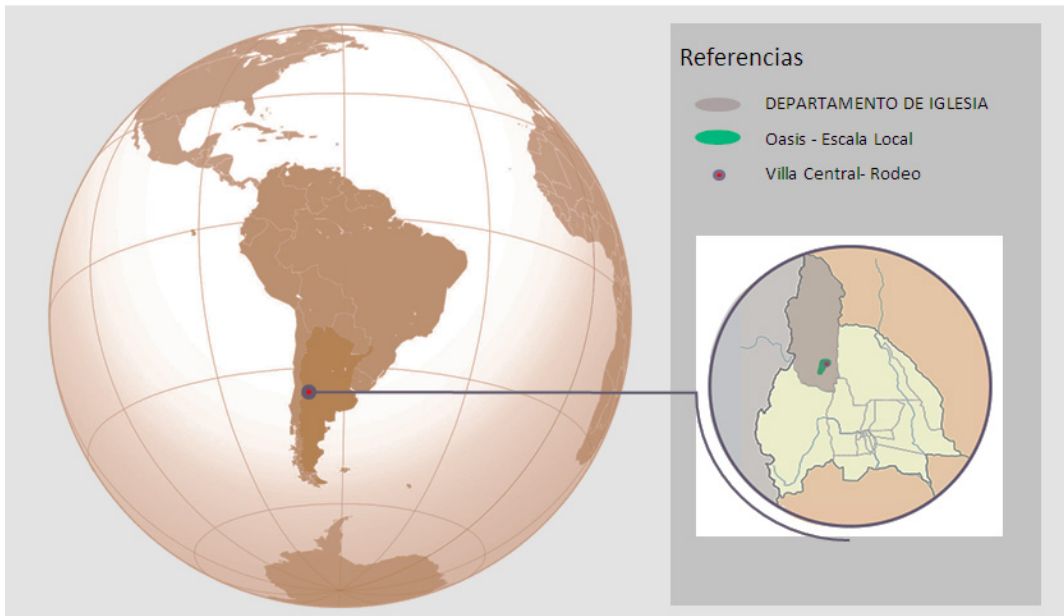 Referencias
DEPARTAMENTO DE IGLESIA
Oasis - Escala Local
Villa Central- Rodeo